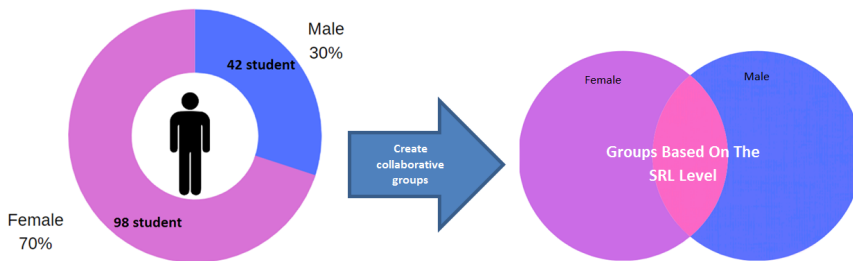 Male
30%
42 student
98 student
Female
70%
Create
collaborative
groups
Female
Male
Groups Based On The
SRL Level